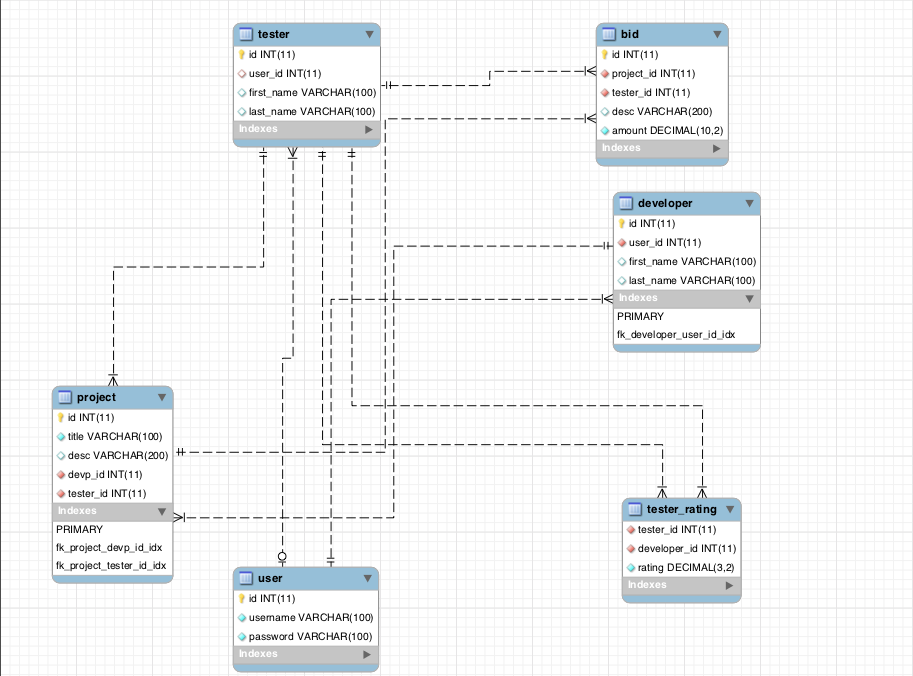 tester
id INT(11)
user_id INT(11)
first_name VARCHAR(100)
last_name VARCHAR(100)
Indexes
bid
id INT(11)
project_id INT(11)
tester_id INT(11)
desc VARCHAR(200)
amount DECIMAL(10,2)
Indexes
developer
id INT(11)
user_id INT(11)
first_name VARCHAR(100)
last_name VARCHAR(100)
Indexes
PRIMARY
fk_developer_user_id_idx
project
id INT(11)
title VARCHAR(100)
desc VARCHAR(200)
devp_id INT(11)
tester_id INT(11)
Indexes
PRIMARY
fk_project_devp_id_idx
fk_project_tester_id_idx
tester_rating
tester_id INT(11)
developer_id INT(11)
rating DECIMAL(3,2)
Indexes
user
id INT(11)
username VARCHAR(100)
password VARCHAR(100)
Indexes